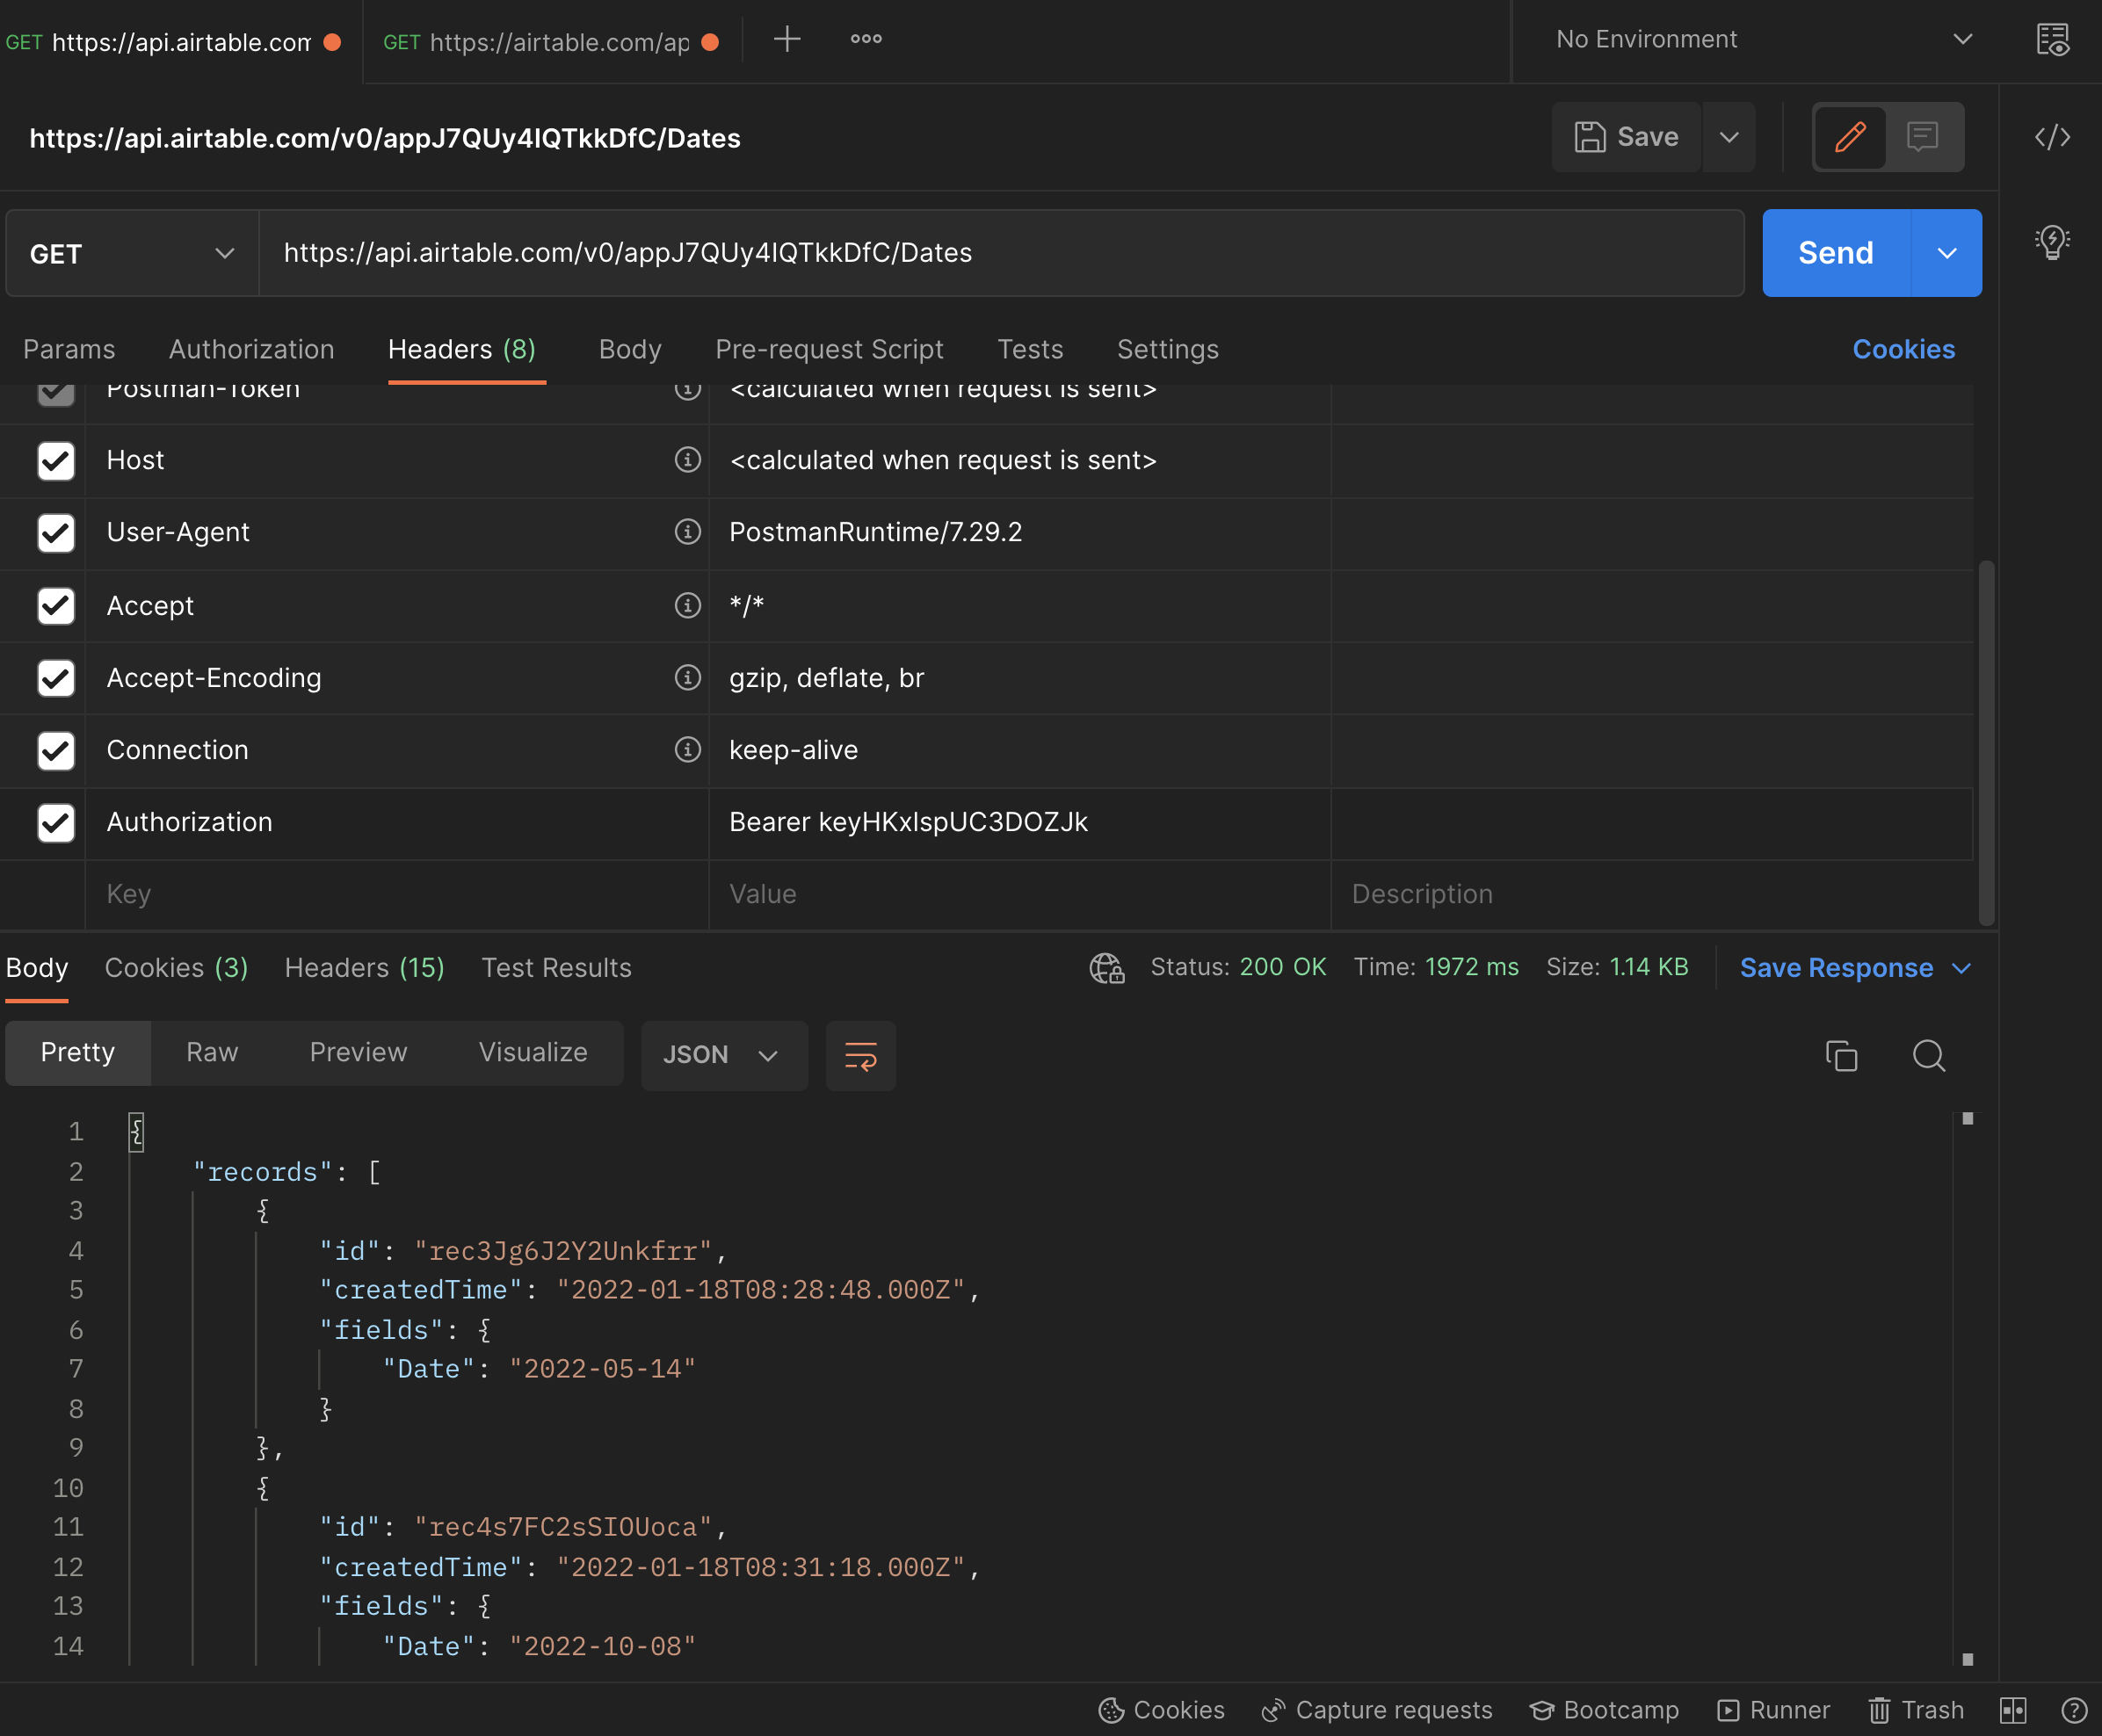 GET https://api.airtable.com GET https://airtable.com/ap No Environment
https://api.airtable.com/v0/appJ7QUy4IQTkkDfC/Dates Save
GET https://api.airtable.com/v0/appJ7QUy4IQTkkDfC/Dates Send
Params Authorization Headers (8) Body Pre-request Script Tests Settings Cookies
Postman-Token <calculated when request is sent>
Host <calculated when request is sent>
User-Agent PostmanRuntime/7.29.2
Accept */*
Accept-Encoding gzip, deflate, br
Connection keep-alive
Authorization Bearer keyHKxIspUC3DOZJk
Key Value Description
Body Cookies (3) Headers (15) Test Results Status: 200 OK Time: 1972 ms Size: 1.14 KB Save Response
Pretty Raw Preview Visualize JSON
1 {
2 "records": [
3 {
4 "id": "rec3Jg6J2Y2Unkfrr",
5 "createdTime": "2022-01-18T08:28:48.000Z",
6 "fields": {
7 "Date": "2022-05-14"
8 }
9 },
10 {
11 "id": "rec4s7FC2sSIOUoca",
12 "createdTime": "2022-01-18T08:31:18.000Z",
13 "fields": {
14 "Date": "2022-10-08"
Cookies Capture requests Bootcamp Runner Trash